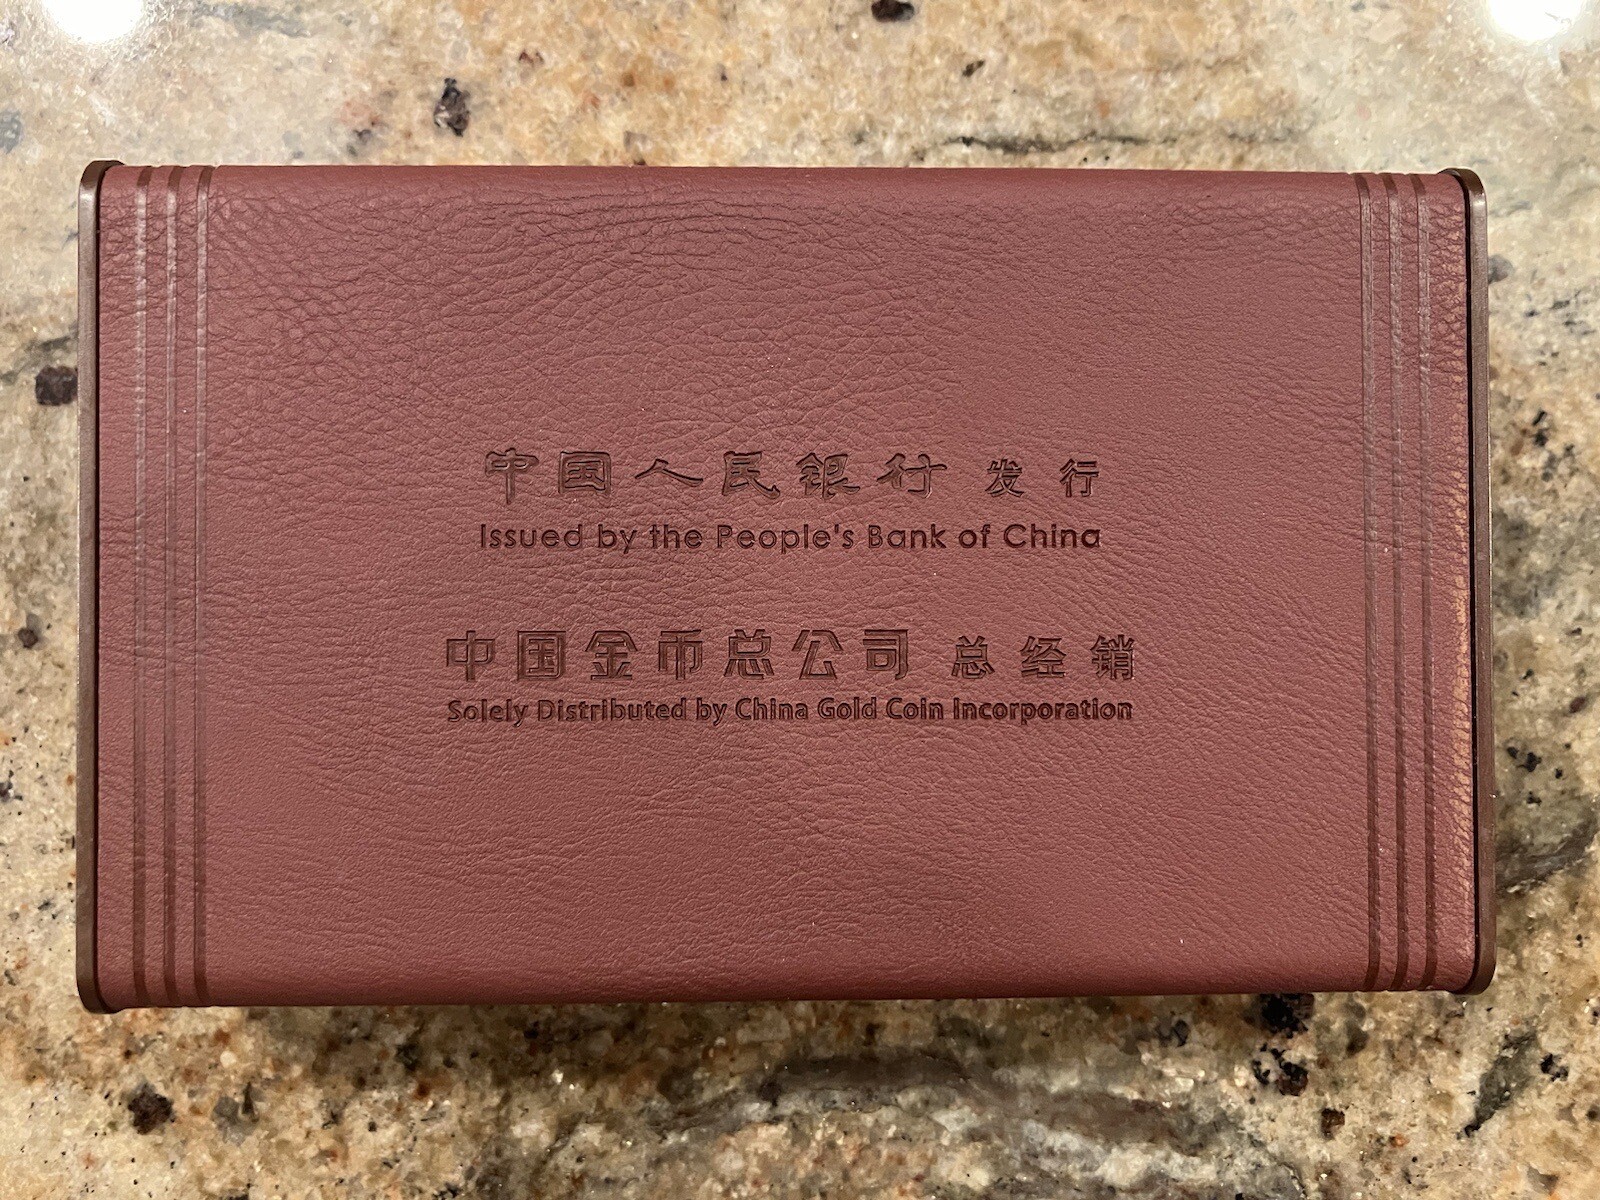 中国人民银行 发行
Issued by the People's Bank of China
中国金币总公司 总经销
Solely Distributed by China Gold Coin Incorporation